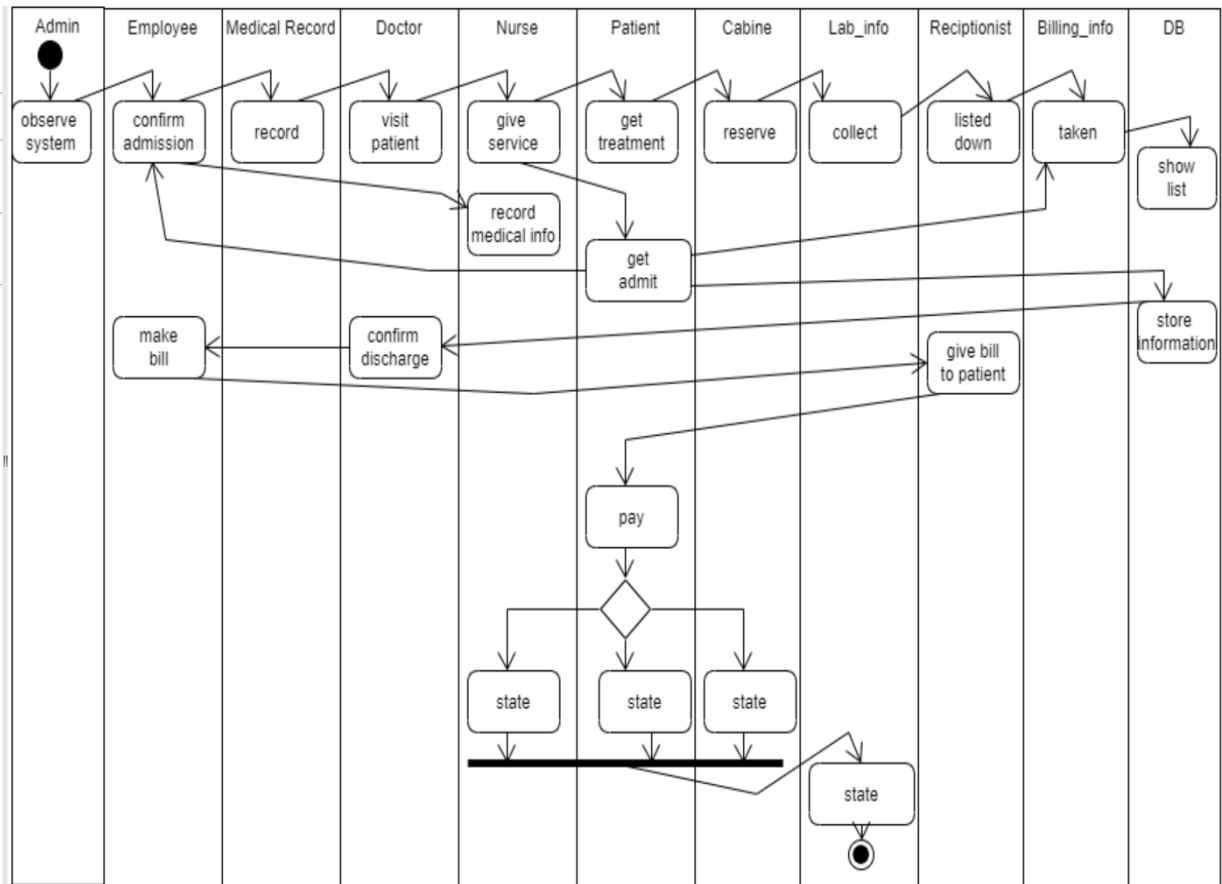 Admin
Employee
Medical Record
Doctor
Nurse
Patient
Cabine
Lab_info
Reciptionist
Billing_info
DB
observe
system
confirm
admission
record
visit
patient
give
service
get
treatment
reserve
collect
listed
down
taken
show
list
record
medical info
get
admit
store
information
make
bill
confirm
discharge
give bill
to patient
pay
state
state
state
state